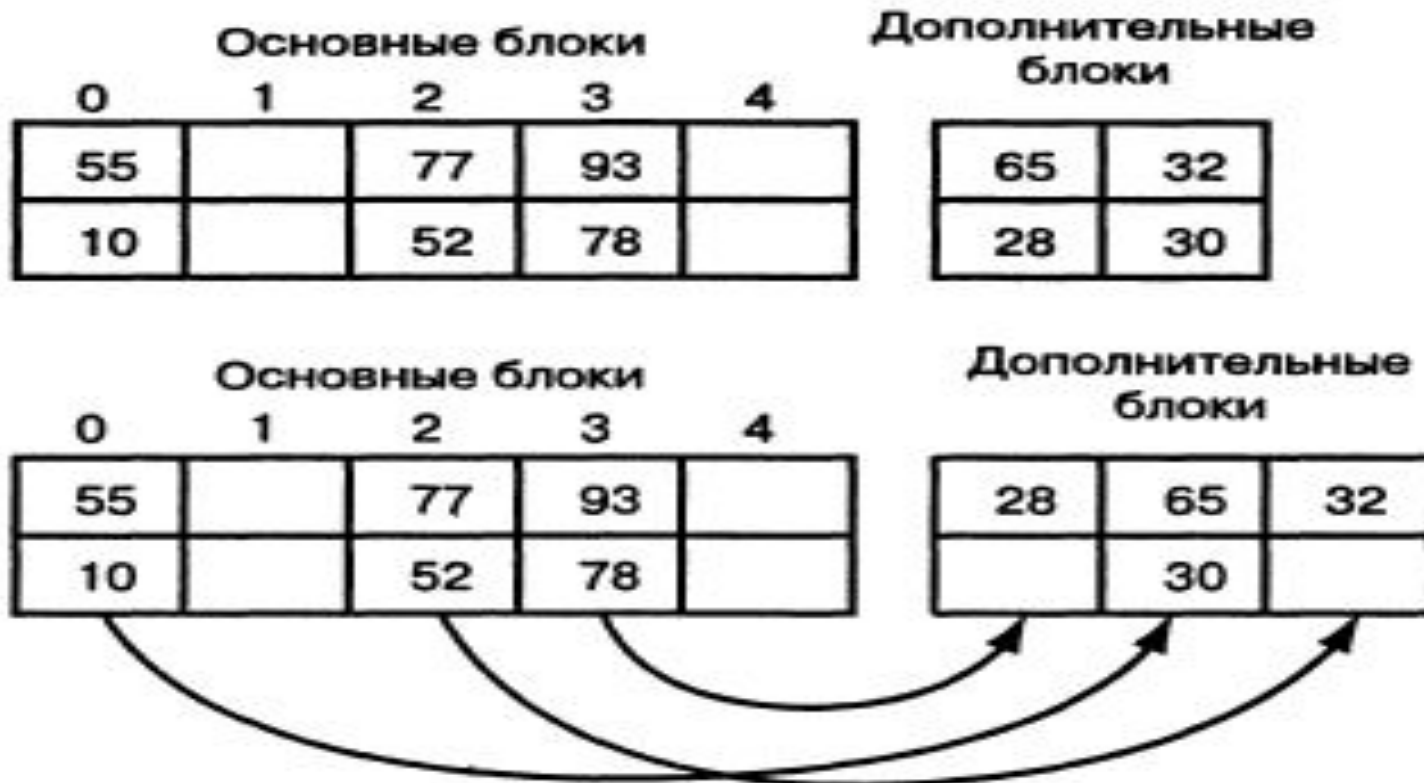 Основные блоки
Дополнительные
блоки
0 1 2 3 4
55 77 93
65 32
10 52 78
28 30
Основные блоки
Дополнительные
блоки
0 1 2 3 4
55 77 93
28 65 32
10 52 78
30